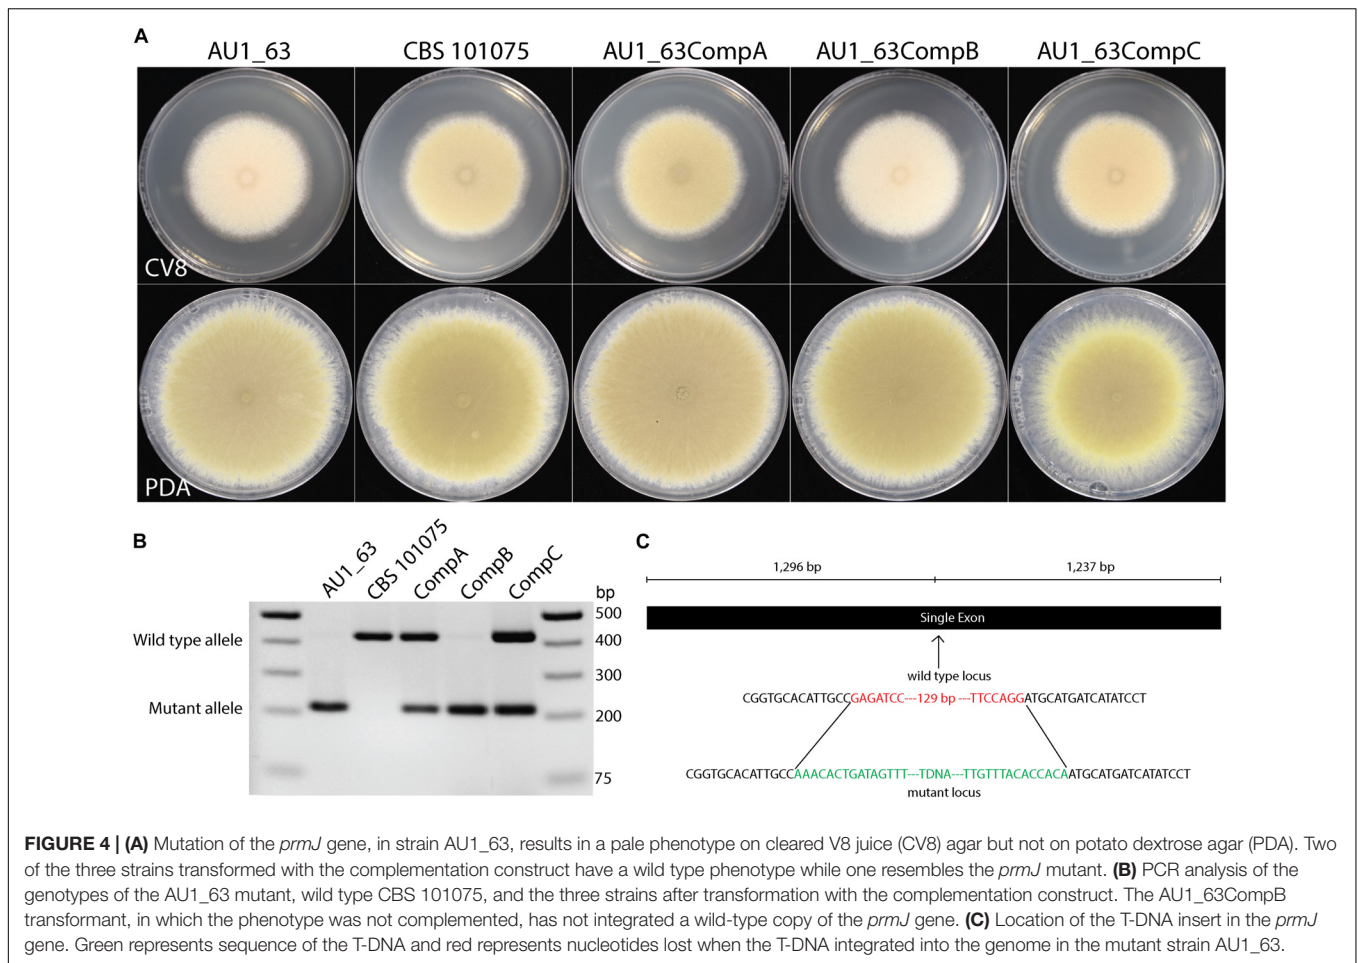 A
AU1_63 CBS 101075 AU1_63CompA AU1_63CompB AU1_63CompC
CV8
PDA
B
AU1_63 CBS 101075 CompA CompB CompC
bp
500
Wild type allele 400
300
Mutant allele 200
75
C
1,296 bp 1,237 bp
Single Exon
wild type locus
CGGTGCACATTGCCGAGATCC---129 bp ---TTCCAGGATGCATGATCATATCCT
CGGTGCACATTGCCAAACACTGATAGTTT---TDNA---TTGTTTACACCACAATGCATGATCATATCCT
mutant locus
FIGURE 4 | (A) Mutation of the prmJ gene, in strain AU1_63, results in a pale phenotype on cleared V8 juice (CV8) agar but not on potato dextrose agar (PDA). Two
of the three strains transformed with the complementation construct have a wild type phenotype while one resembles the prmJ mutant. (B) PCR analysis of the
genotypes of the AU1_63 mutant, wild type CBS 101075, and the three strains after transformation with the complementation construct. The AU1_63CompB
transformant, in which the phenotype was not complemented, has not integrated a wild-type copy of the prmJ gene. (C) Location of the T-DNA insert in the prmJ
gene. Green represents sequence of the T-DNA and red represents nucleotides lost when the T-DNA integrated into the genome in the mutant strain AU1_63.